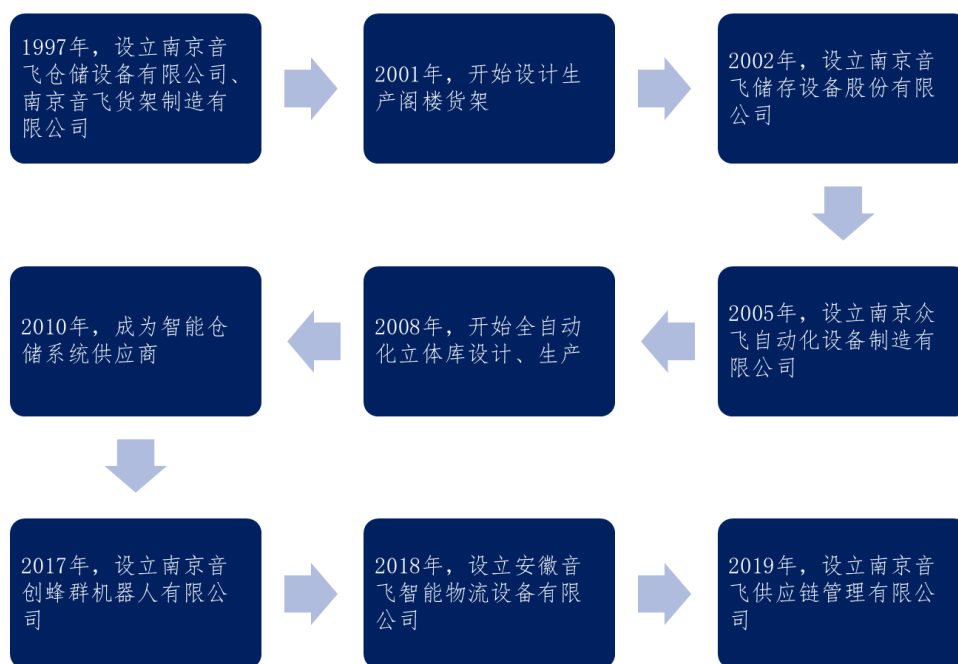 1997年，设立南京音
飞仓储设备有限公司、
南京音飞货架制造有
限公司
2001年，开始设计生
产阁楼货架
2002年，设立南京音
飞储存设备股份有限
公司
2005年，设立南京众
飞自动化设备制造有
限公司
2008年，开始全自动
化立体库设计、生产
2010年，成为智能仓
储系统供应商
2017年，设立南京音
创蜂群机器人有限公
司
2018年，设立安徽音
飞智能物流设备有限
公司
2019年，设立南京音
飞供应链管理有限公
司